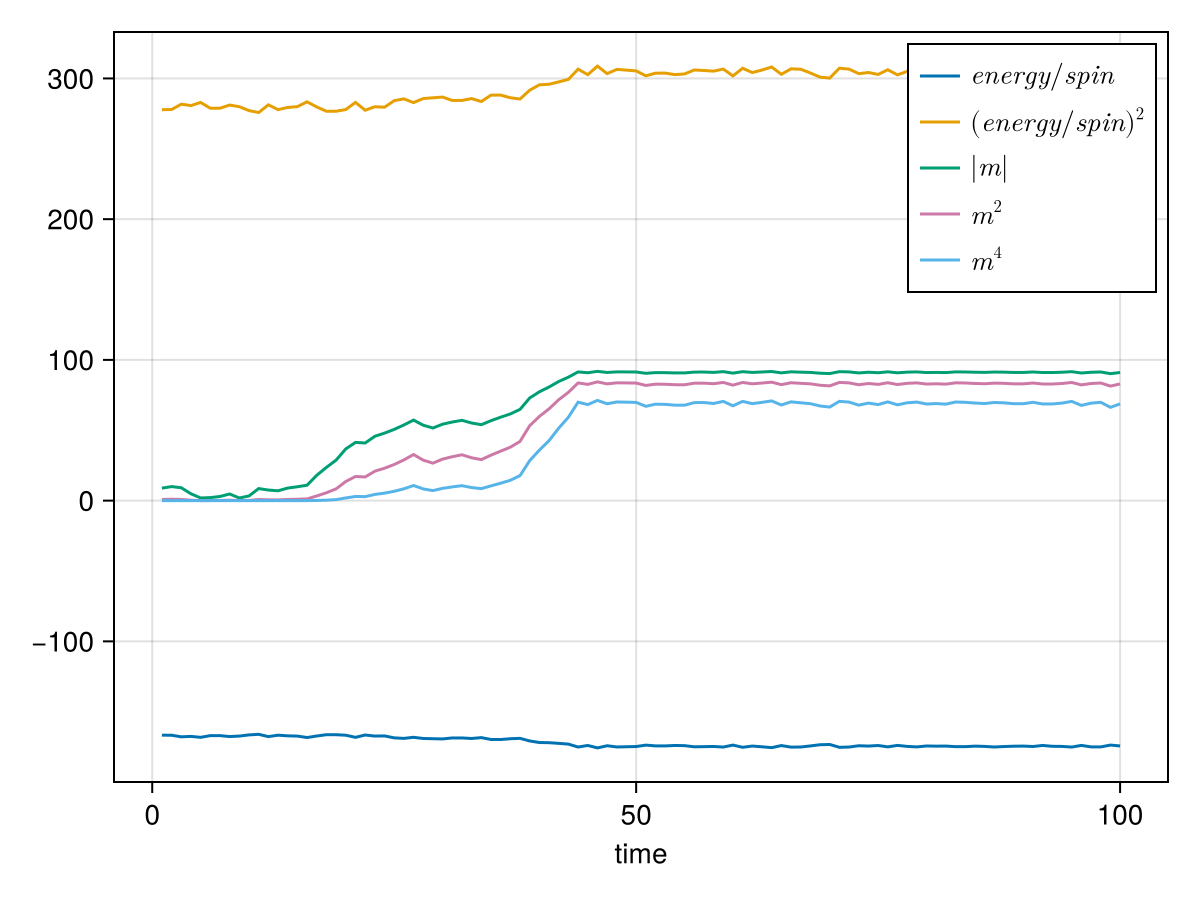 300
200
100
0
−100
0 50 100
time
energy/spin
(energy/spin)²
|m|
m²
m⁴